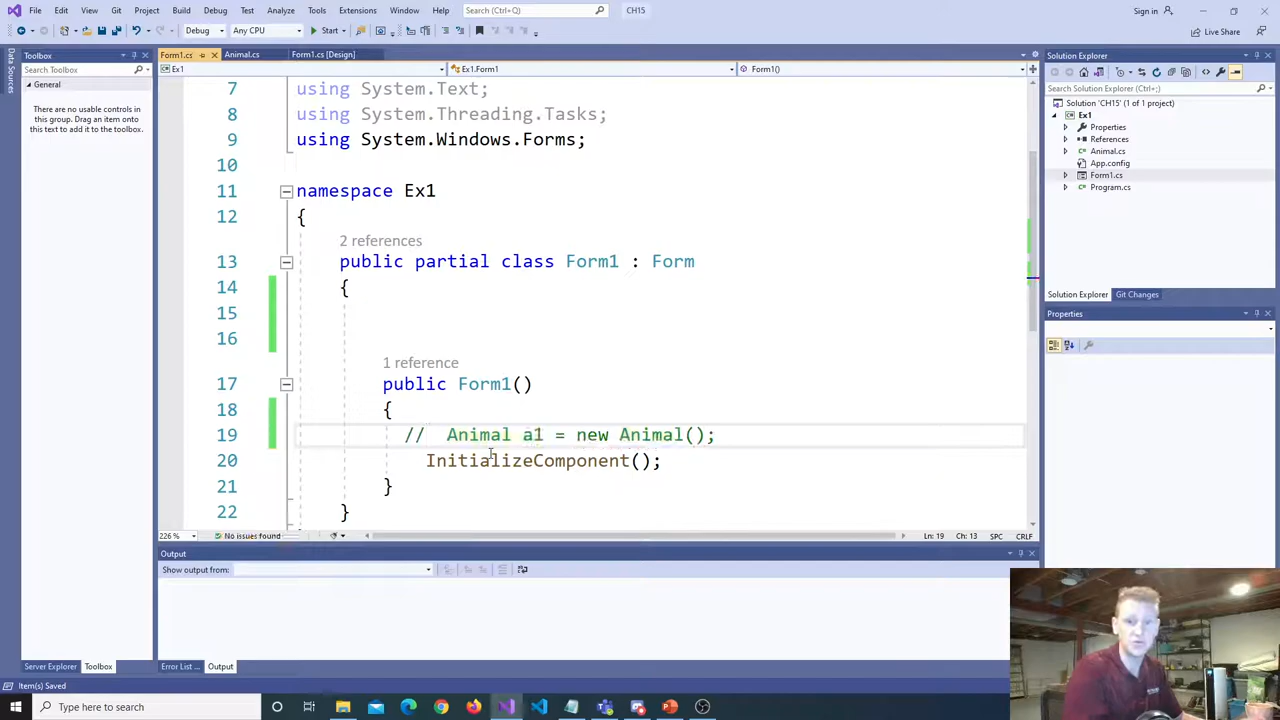 File Edit View Git Project Build Debug Test Analyze Tools Extensions Window Help Search (Ctrl+Q) CH15 Sign in
Debug Any CPU Start Live Share
Data Sources
Toolbox
Search Toolbox
General
There are no usable controls in this group. Drag an item onto this text to add it to the toolbox.
Form1.cs Animal.cs Form1.cs [Design]
Ex1 Ex1.Form1 Form1()
7 using System.Text;
8 using System.Threading.Tasks;
9 using System.Windows.Forms;
10
11 namespace Ex1
12 {
2 references
13 public partial class Form1 : Form
14 {
15
16
1 reference
17 public Form1()
18 {
19 //  Animal a1 = new Animal();
20 InitializeComponent();
21 }
22 }
226 % No issues found Ln: 19 Ch: 13 SPC CRLF
Output
Show output from:
Solution Explorer
Search Solution Explorer (Ctrl+;)
Solution 'CH15' (1 of 1 project)
Ex1
Properties
References
Animal.cs
App.config
Form1.cs
Program.cs
Solution Explorer Git Changes
Properties
Server Explorer Toolbox Error List ... Output
Item(s) Saved
Type here to search